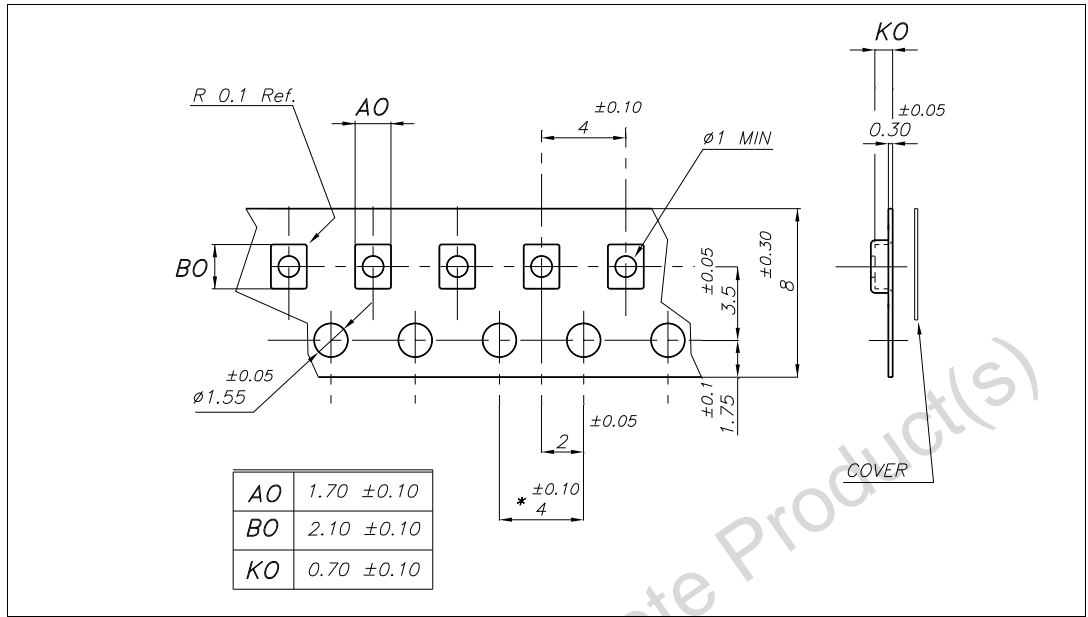 KO
R 0.1 Ref.
AO
±0.10
4
ø1 MIN
±0.05
0.30
BO
±0.05
3.5
±0.30
8
±0.05
ø1.55
±0.1
1.75
±0.05
2
COVER
* ±0.10
4
AO 1.70 ±0.10
BO 2.10 ±0.10
KO 0.70 ±0.10
Product(s)